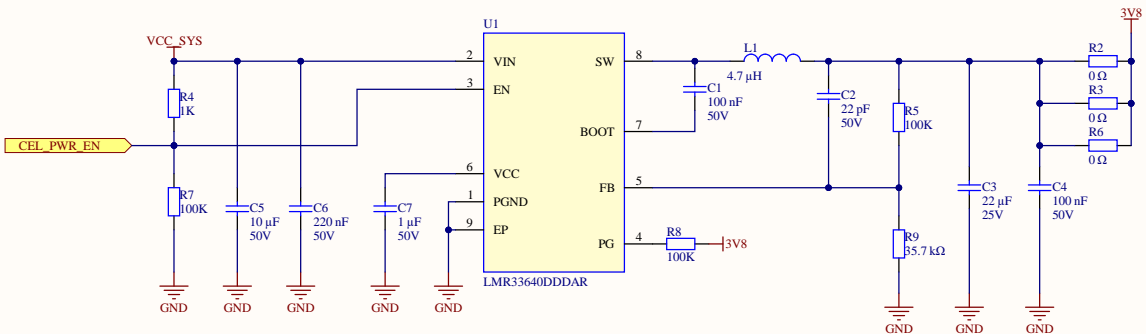 U1
3V8
VCC_SYS
2
VIN
SW
8
L1
R2
4.7 µH
0 Ω
3
EN
R4
1K
C1
100 nF
50V
C2
22 pF
50V
R3
0 Ω
R5
100K
BOOT
7
CEL_PWR_EN
R6
0 Ω
6
VCC
FB
5
C3
22 µF
25V
C4
100 nF
50V
R7
100K
C5
10 µF
50V
C6
220 nF
50V
C7
1 µF
50V
1
PGND
9
EP
PG
4
R8
100K
3V8
R9
35.7 kΩ
LMR33640DDDAR
GND
GND
GND
GND
GND
GND
GND
GND